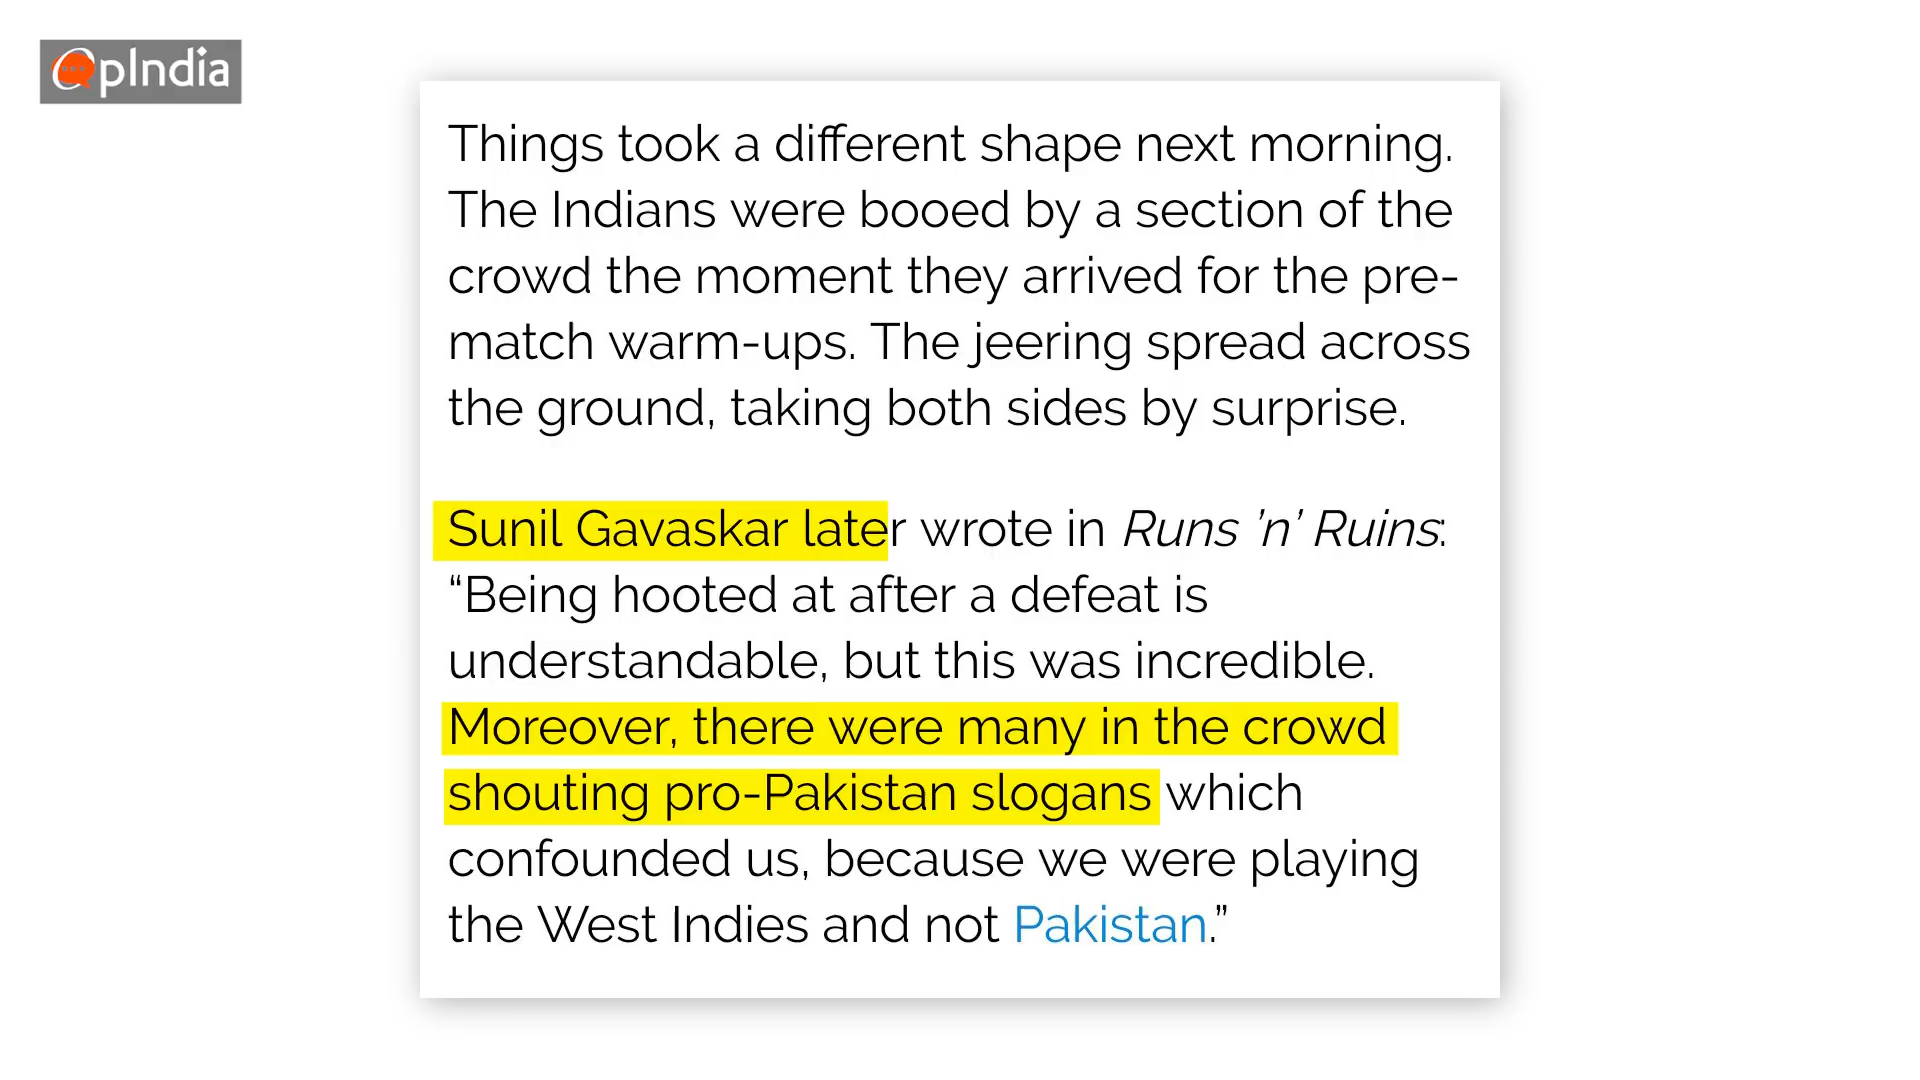 OpIndia
Things took a different shape next morning.
The Indians were booed by a section of the
crowd the moment they arrived for the pre-
match warm-ups. The jeering spread across
the ground, taking both sides by surprise.
Sunil Gavaskar later wrote in Runs ’n’ Ruins:
“Being hooted at after a defeat is
understandable, but this was incredible.
Moreover, there were many in the crowd
shouting pro-Pakistan slogans which
confounded us, because we were playing
the West Indies and not Pakistan.”